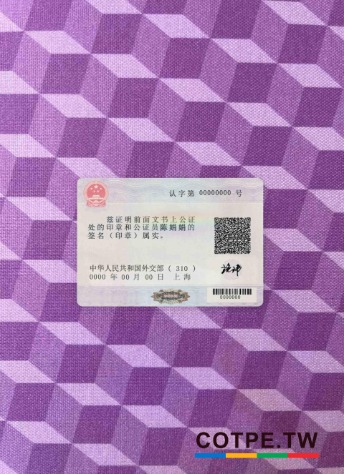 认字第 00000000 号
兹证明前面文书上公证
处的印章和公证员陈娟娟的
签名（印章）属实。
中华人民共和国外交部（ 310 ）
0000 年 00 月 00 日 上海
0000000
COTPE.TW